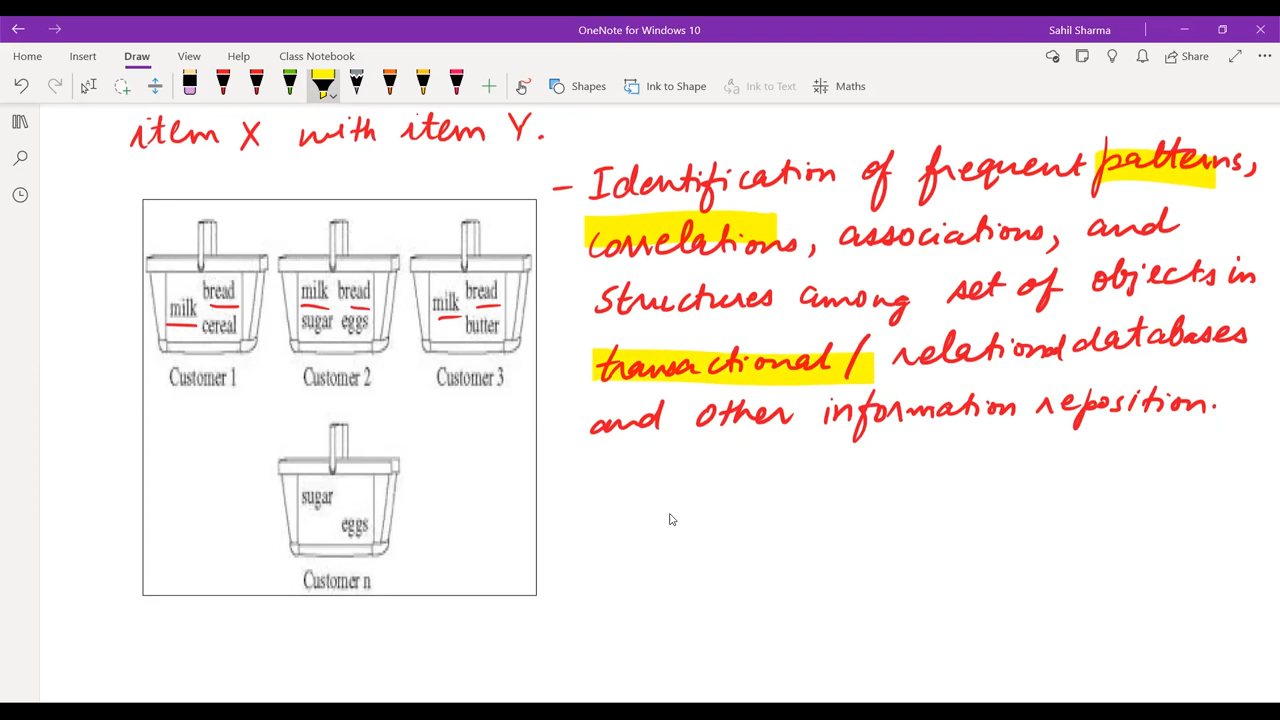 OneNote for Windows 10
Sahil Sharma
Home Insert Draw View Help Class Notebook
Share
Shapes Ink to Shape Ink to Text Maths
item X with item Y.
- Identification of frequent patterns,
correlations, associations, and
structures among set of objects in
transactional / relational databases
and other information reposition.
milk bread
cereal
Customer 1
milk bread
sugar eggs
Customer 2
milk bread
butter
Customer 3
sugar
eggs
Customer n